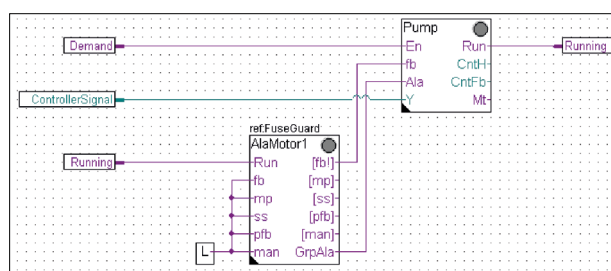 Pump
Demand
En
Run
Running
fb
CntH
Ala
CntFb
ControllerSignal
Y
Mt
ref:FuseGuard
AlaMotor1
Running
Run
[fb!]
fb
[mp]
mp
[ss]
ss
[pfb]
pfb
[man]
L
man
GrpAla